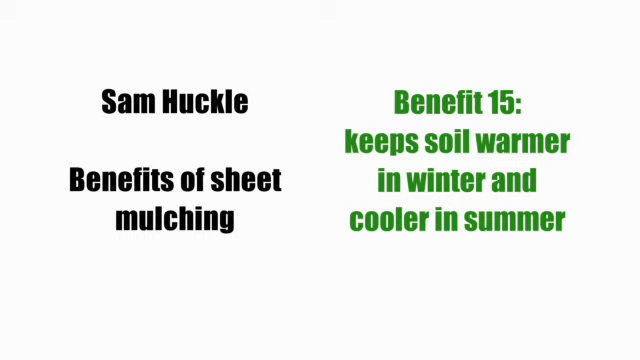 Sam Huckle
Benefits of sheet
mulching
Benefit 15:
keeps soil warmer
in winter and
cooler in summer